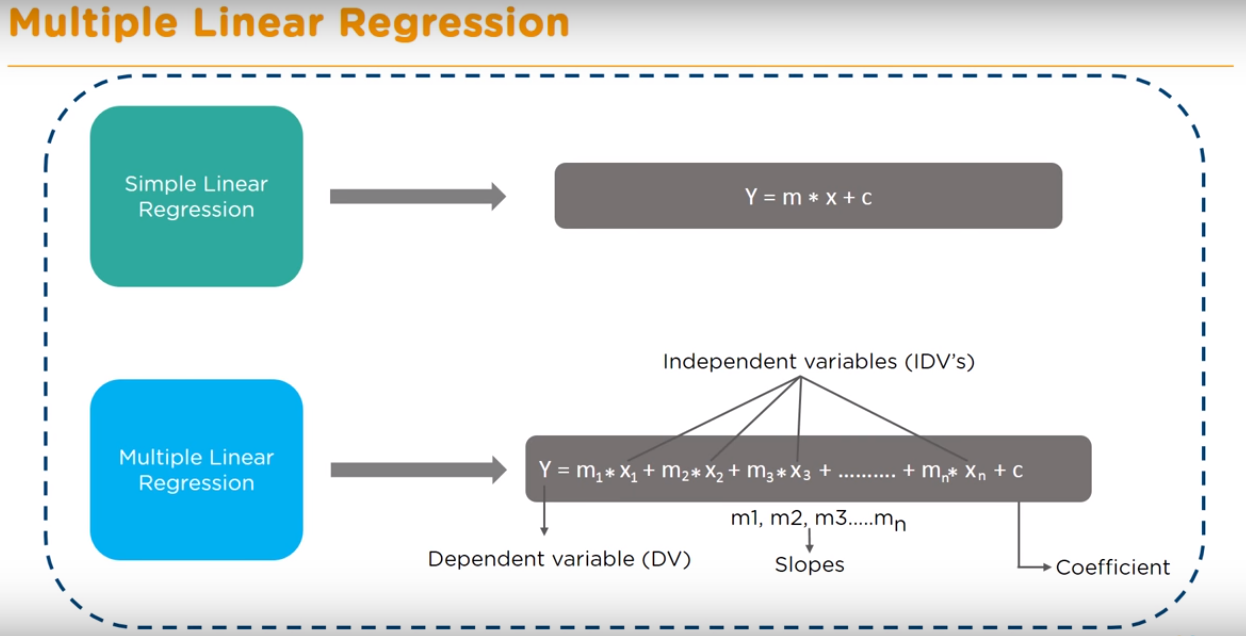 Multiple Linear Regression
Simple Linear
Regression
Y = m * x + c
Independent variables (IDV's)
Multiple Linear
Regression
Y = m₁* x₁ + m₂* x₂ + m₃* x₃ + .......... + mₙ* xₙ + c
m1, m2, m3.....mₙ
Dependent variable (DV)
Slopes
Coefficient